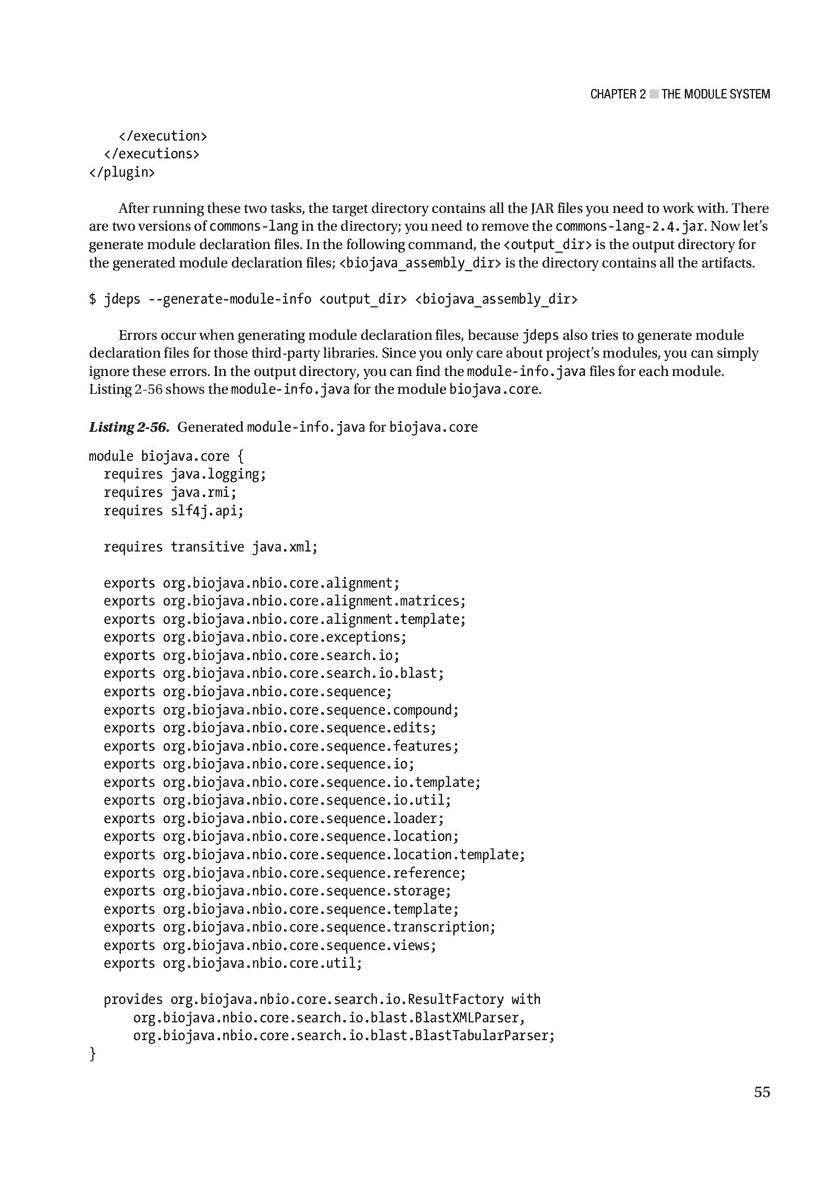 CHAPTER 2 ■ THE MODULE SYSTEM
</execution>
</executions>
</plugin>
After running these two tasks, the target directory contains all the JAR files you need to work with. There
are two versions of commons-lang in the directory; you need to remove the commons-lang-2.4.jar. Now let's
generate module declaration files. In the following command, the <output_dir> is the output directory for
the generated module declaration files; <biojava_assembly_dir> is the directory contains all the artifacts.
$ jdeps --generate-module-info <output_dir> <biojava_assembly_dir>
Errors occur when generating module declaration files, because jdeps also tries to generate module
declaration files for those third-party libraries. Since you only care about project's modules, you can simply
ignore these errors. In the output directory, you can find the module-info.java files for each module.
Listing 2-56 shows the module-info.java for the module biojava.core.
Listing 2-56. Generated module-info.java for biojava.core
module biojava.core {
requires java.logging;
requires java.rmi;
requires slf4j.api;
requires transitive java.xml;
exports org.biojava.nbio.core.alignment;
exports org.biojava.nbio.core.alignment.matrices;
exports org.biojava.nbio.core.alignment.template;
exports org.biojava.nbio.core.exceptions;
exports org.biojava.nbio.core.search.io;
exports org.biojava.nbio.core.search.io.blast;
exports org.biojava.nbio.core.sequence;
exports org.biojava.nbio.core.sequence.compound;
exports org.biojava.nbio.core.sequence.edits;
exports org.biojava.nbio.core.sequence.features;
exports org.biojava.nbio.core.sequence.io;
exports org.biojava.nbio.core.sequence.io.template;
exports org.biojava.nbio.core.sequence.io.util;
exports org.biojava.nbio.core.sequence.loader;
exports org.biojava.nbio.core.sequence.location;
exports org.biojava.nbio.core.sequence.location.template;
exports org.biojava.nbio.core.sequence.reference;
exports org.biojava.nbio.core.sequence.storage;
exports org.biojava.nbio.core.sequence.template;
exports org.biojava.nbio.core.sequence.transcription;
exports org.biojava.nbio.core.sequence.views;
exports org.biojava.nbio.core.util;
provides org.biojava.nbio.core.search.io.ResultFactory with
org.biojava.nbio.core.search.io.blast.BlastXMLParser,
org.biojava.nbio.core.search.io.blast.BlastTabularParser;
}
55